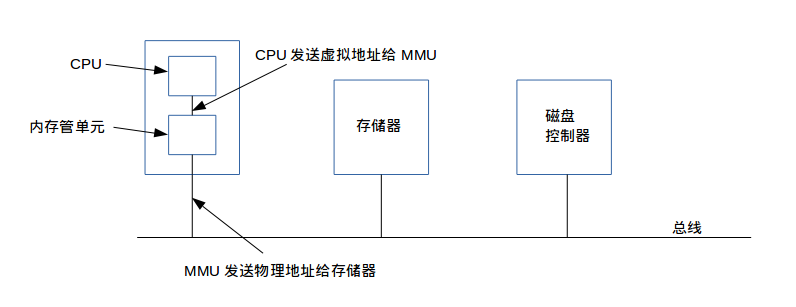 CPU 发送虚拟地址给 MMU
CPU
内存管单元
存储器
磁盘
控制器
总线
MMU 发送物理地址给存储器